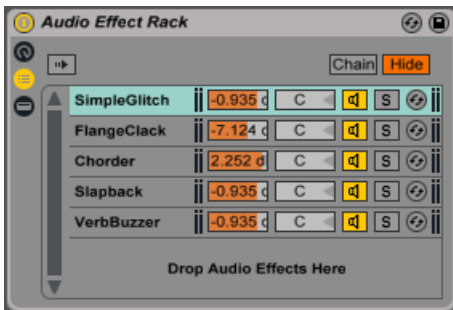 Audio Effect Rack
Chain Hide
SimpleGlitch -0.935 d C S
FlangeClack -7.124 d C S
Chorder 2.252 d C S
Slapback -0.935 d C S
VerbBuzzer -0.935 d C S
Drop Audio Effects Here